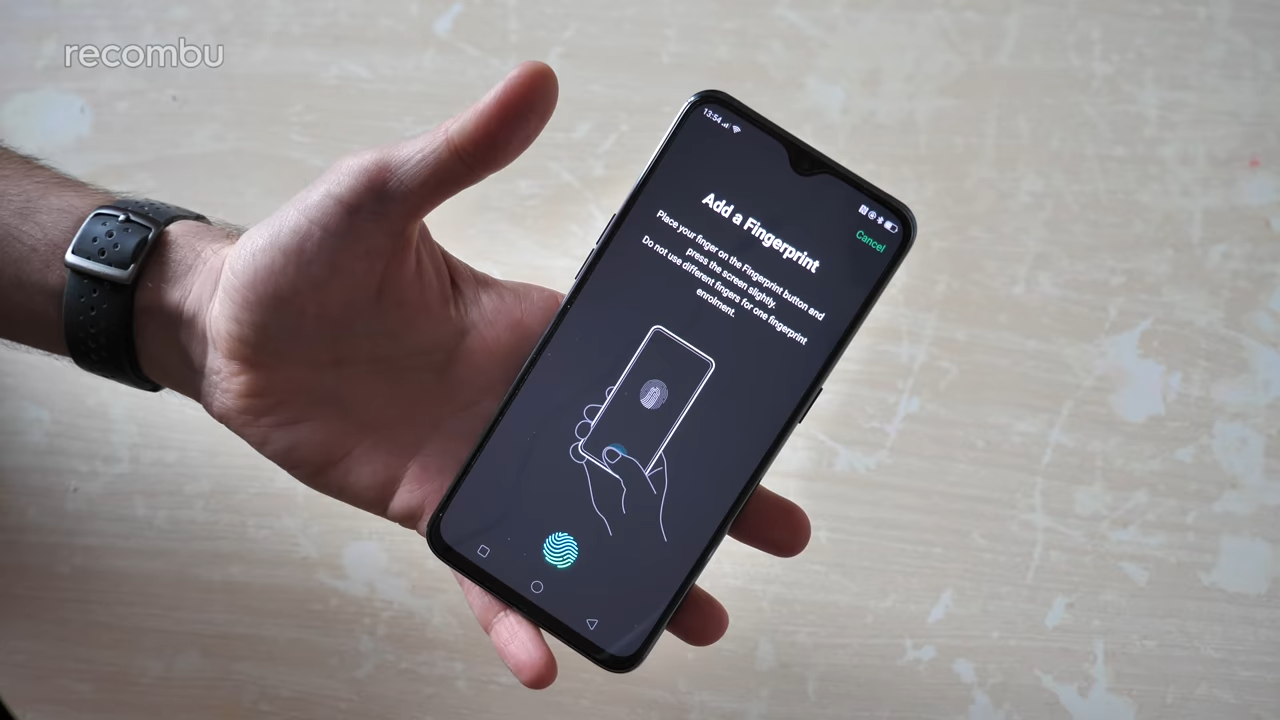 recombu
13:54
Add a Fingerprint
Cancel
Place your finger on the Fingerprint button and
press the screen slightly.
Do not use different fingers for one fingerprint
enrolment.